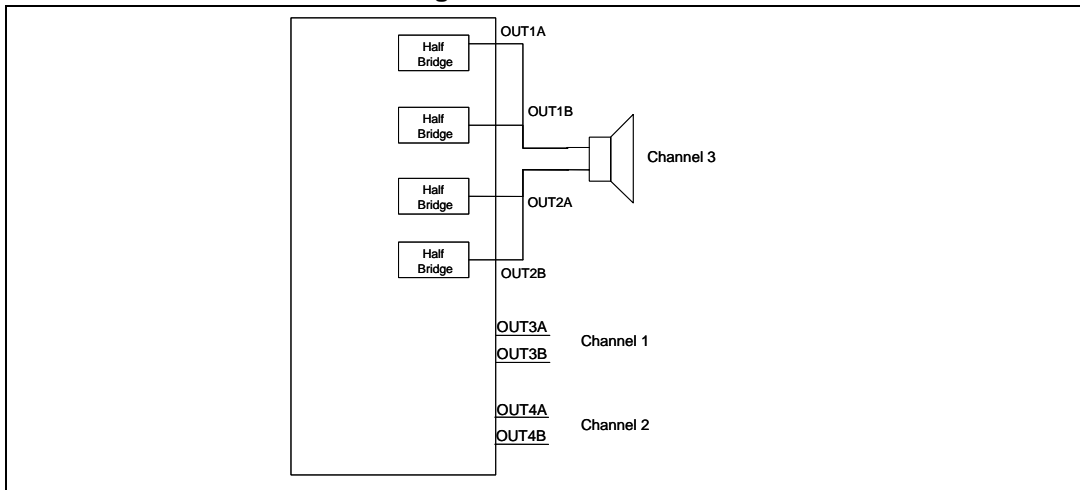 OUT1A
Half
Bridge
OUT1B
Half
Bridge
Channel 3
Half
Bridge
OUT2A
Half
Bridge
OUT2B
OUT3A
Channel 1
OUT3B
OUT4A
Channel 2
OUT4B